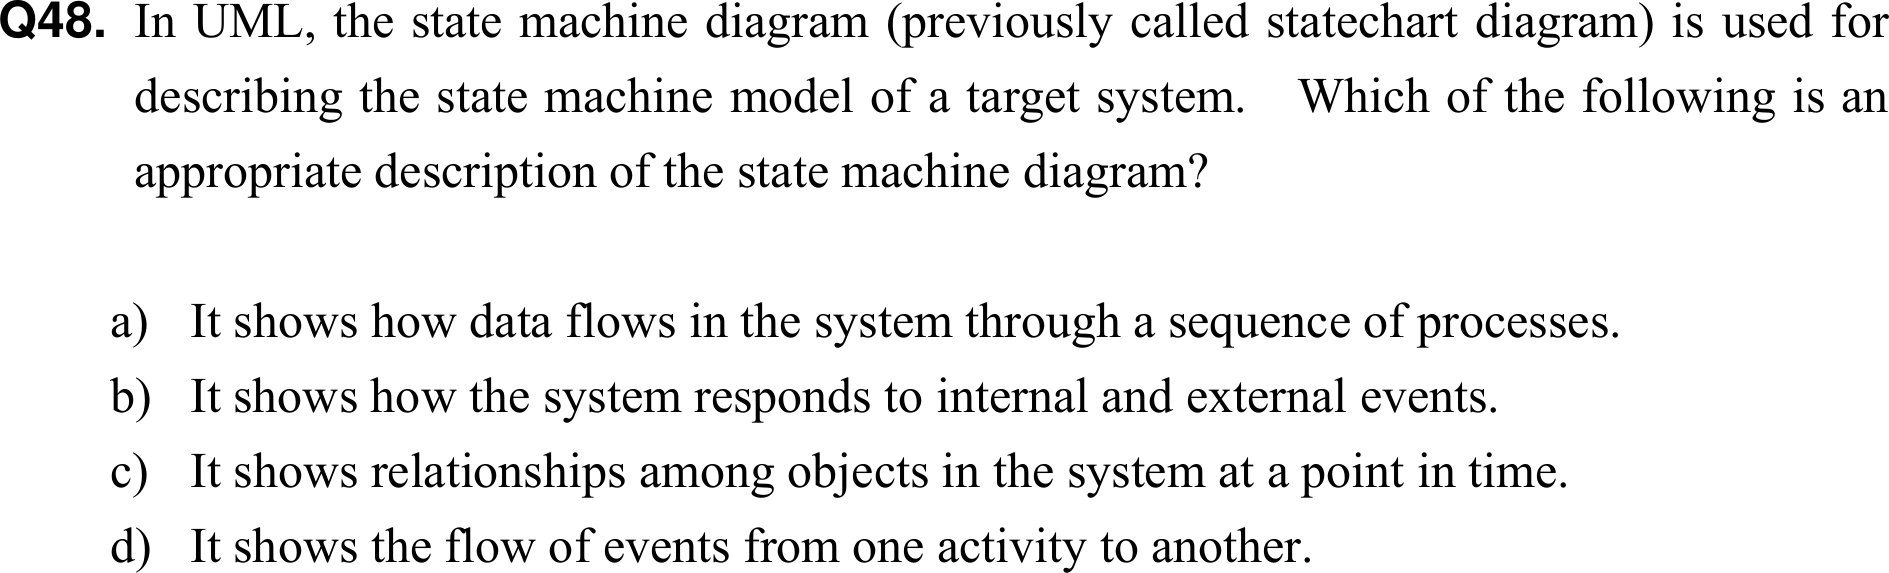 Q48. In UML, the state machine diagram (previously called statechart diagram) is used for
describing the state machine model of a target system. Which of the following is an
appropriate description of the state machine diagram?
a) It shows how data flows in the system through a sequence of processes.
b) It shows how the system responds to internal and external events.
c) It shows relationships among objects in the system at a point in time.
d) It shows the flow of events from one activity to another.